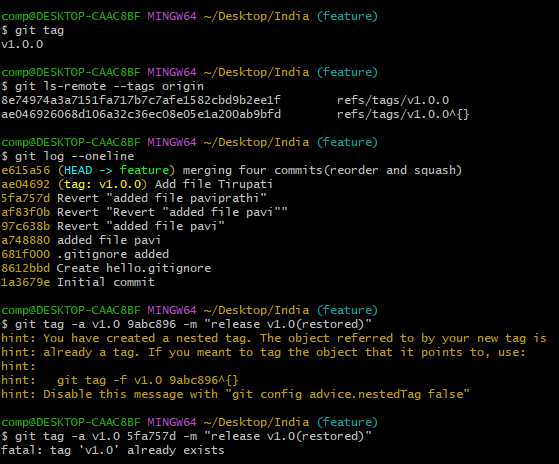 comp@DESKTOP-CAAC8BF MINGW64 ~/Desktop/India (feature)
$ git tag
v1.0.0
comp@DESKTOP-CAAC8BF MINGW64 ~/Desktop/India (feature)
$ git ls-remote --tags origin
8e74974a3a7151fa717b7c7afe1582cbd9b2ee1f        refs/tags/v1.0.0
ae046926068d106a32c36ec08e05e1a200ab9bfd        refs/tags/v1.0.0^{}
comp@DESKTOP-CAAC8BF MINGW64 ~/Desktop/India (feature)
$ git log --oneline
e615a56 (HEAD -> feature) merging four commits(reorder and squash)
ae04692 (tag: v1.0.0) Add file Tirupati
5fa757d Revert "added file paviprathi"
af83f0b Revert "Revert "added file pavi""
97c638b Revert "added file pavi"
a748880 added file pavi
681f000 .gitignore added
8612bbd Create hello.gitignore
1a3679e Initial commit
comp@DESKTOP-CAAC8BF MINGW64 ~/Desktop/India (feature)
$ git tag -a v1.0 9abc896 -m "release v1.0(restored)"
hint: You have created a nested tag. The object referred to by your new tag is
hint: already a tag. If you meant to tag the object that it points to, use:
hint:
hint:   git tag -f v1.0 9abc896^{}
hint: Disable this message with "git config advice.nestedTag false"
comp@DESKTOP-CAAC8BF MINGW64 ~/Desktop/India (feature)
$ git tag -a v1.0 5fa757d -m "release v1.0(restored)"
fatal: tag 'v1.0' already exists